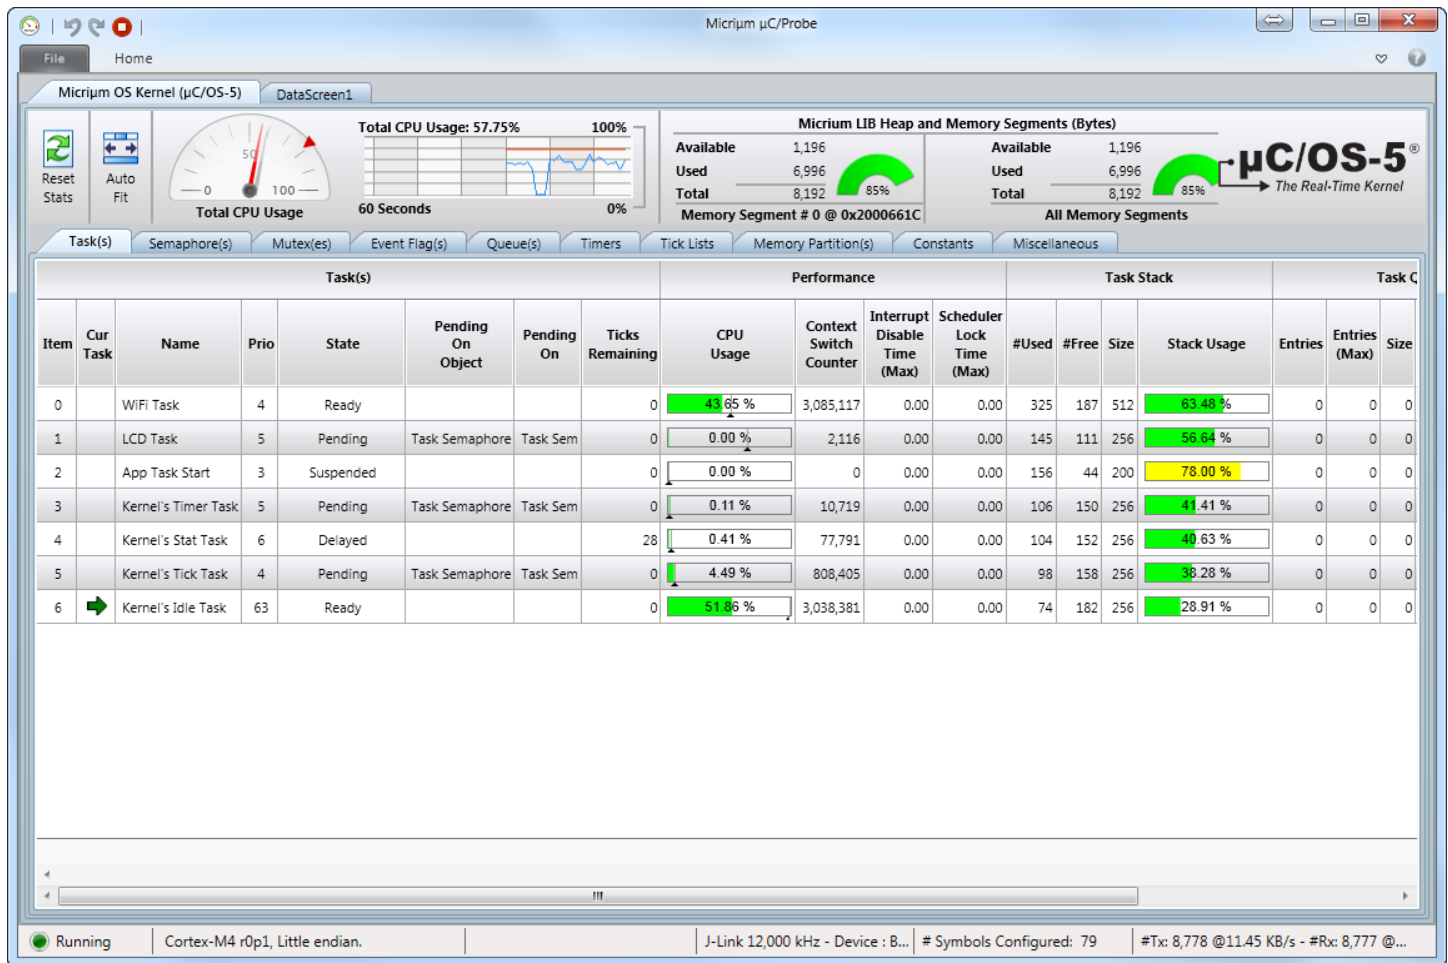 Micriµm µC/Probe
File Home
Micriµm OS Kernel (µC/OS-5) DataScreen1
Reset Stats
Auto Fit
0 50 100
Total CPU Usage
Total CPU Usage: 57.75% 100%
60 Seconds 0%
Micrium LIB Heap and Memory Segments (Bytes)
Available 1,196
Used 6,996
Total 8,192
85%
Memory Segment # 0 @ 0x2000661C
Available 1,196
Used 6,996
Total 8,192
85%
All Memory Segments
µC/OS-5®
The Real-Time Kernel
Task(s) Semaphore(s) Mutex(es) Event Flag(s) Queue(s) Timers Tick Lists Memory Partition(s) Constants Miscellaneous
Task(s) Performance Task Stack Task Q
Item Cur Task Name Prio State Pending On Object Pending On Ticks Remaining CPU Usage Context Switch Counter Interrupt Disable Time (Max) Scheduler Lock Time (Max) #Used #Free Size Stack Usage Entries Entries (Max) Size
0 WiFi Task 4 Ready 0 43.65 % 3,085,117 0.00 0.00 325 187 512 63.48 % 0 0 0
1 LCD Task 5 Pending Task Semaphore Task Sem 0 0.00 % 2,116 0.00 0.00 145 111 256 56.64 % 0 0 0
2 App Task Start 3 Suspended 0 0.00 % 0 0.00 0.00 156 44 200 78.00 % 0 0 0
3 Kernel's Timer Task 5 Pending Task Semaphore Task Sem 0 0.11 % 10,719 0.00 0.00 106 150 256 41.41 % 0 0 0
4 Kernel's Stat Task 6 Delayed 28 0.41 % 77,791 0.00 0.00 104 152 256 40.63 % 0 0 0
5 Kernel's Tick Task 4 Pending Task Semaphore Task Sem 0 4.49 % 808,405 0.00 0.00 98 158 256 38.28 % 0 0 0
6 Kernel's Idle Task 63 Ready 0 51.86 % 3,038,381 0.00 0.00 74 182 256 28.91 % 0 0 0
Running Cortex-M4 r0p1, Little endian. J-Link 12,000 kHz - Device : B... # Symbols Configured: 79 #Tx: 8,778 @11.45 KB/s - #Rx: 8,777 @...